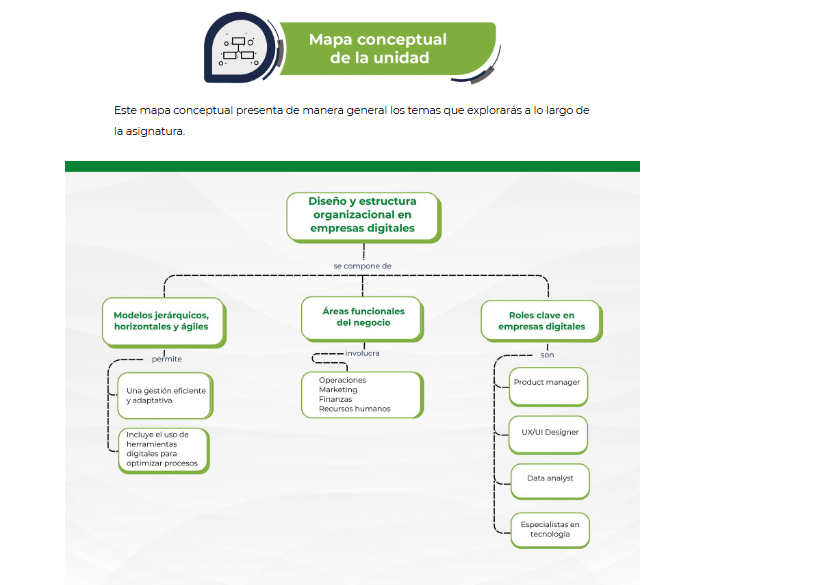 Mapa conceptual
de la unidad
Este mapa conceptual presenta de manera general los temas que explorarás a lo largo de
la asignatura.
Diseño y estructura
organizacional en
empresas digitales
se compone de
Modelos jerárquicos,
horizontales y ágiles
permite
Una gestión eficiente
y adaptativa
Incluye el uso de
herramientas
digitales para
optimizar procesos
Áreas funcionales
del negocio
involucra
Operaciones
Marketing
Finanzas
Recursos humanos
Roles clave en
empresas digitales
son
Product manager
UX/UI Designer
Data analyst
Especialistas en
tecnología